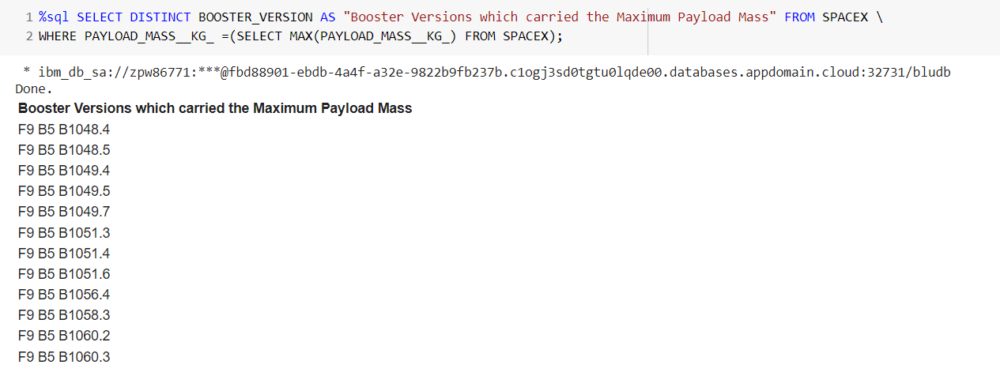 1 %sql SELECT DISTINCT BOOSTER_VERSION AS "Booster Versions which carried the Maximum Payload Mass" FROM SPACEX \
2 WHERE PAYLOAD_MASS__KG_ =(SELECT MAX(PAYLOAD_MASS__KG_) FROM SPACEX);
* ibm_db_sa://zpw86771:***@fbd88901-ebdb-4a4f-a32e-9822b9fb237b.c1ogj3sd0tgtu0lqde00.databases.appdomain.cloud:32731/bludb
Done.
Booster Versions which carried the Maximum Payload Mass
F9 B5 B1048.4
F9 B5 B1048.5
F9 B5 B1049.4
F9 B5 B1049.5
F9 B5 B1049.7
F9 B5 B1051.3
F9 B5 B1051.4
F9 B5 B1051.6
F9 B5 B1056.4
F9 B5 B1058.3
F9 B5 B1060.2
F9 B5 B1060.3